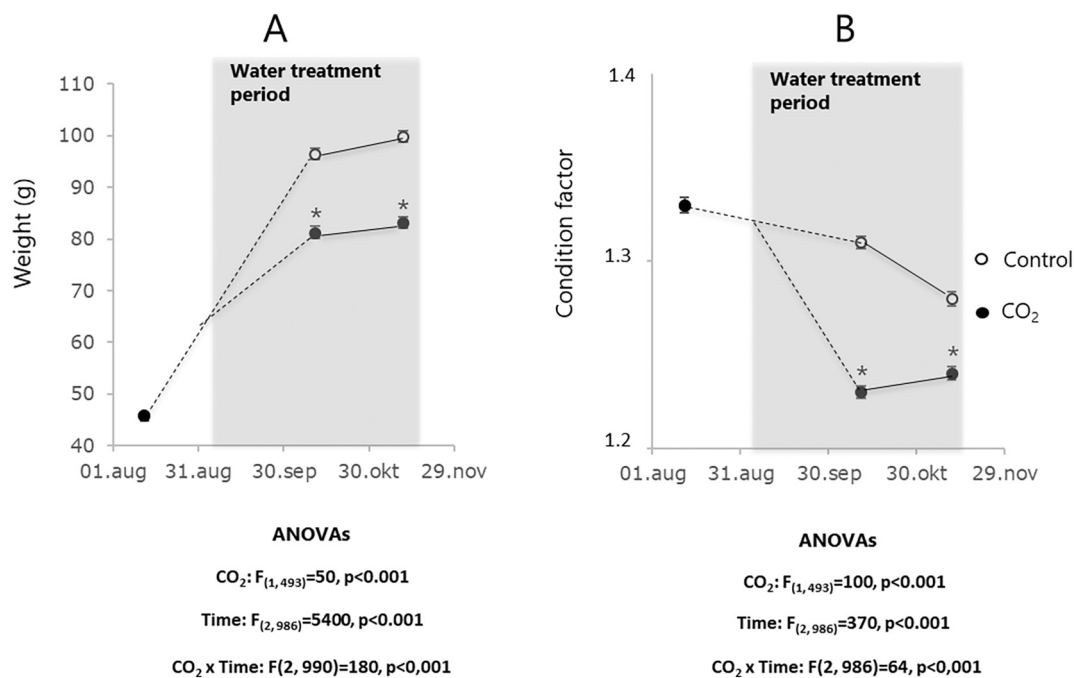 A
Water treatment
period
110
100
90
80
70
60
50
40
Weight (g)
*
*
01.aug
31.aug
30.sep
30.okt
29.nov
ANOVAs
CO₂: F₍₁, ₄₉₃₎=50, p<0.001
Time: F₍₂, ₉₈₆₎=5400, p<0.001
CO₂ x Time: F(2, 990)=180, p<0,001
B
Water treatment
period
1.4
1.3
1.2
Condition factor
*
*
Control
CO₂
01.aug
31.aug
30.sep
30.okt
29.nov
ANOVAs
CO₂: F₍₁, ₄₉₃₎=100, p<0.001
Time: F₍₂, ₉₈₆₎=370, p<0.001
CO₂ x Time: F(2, 986)=64, p<0,001